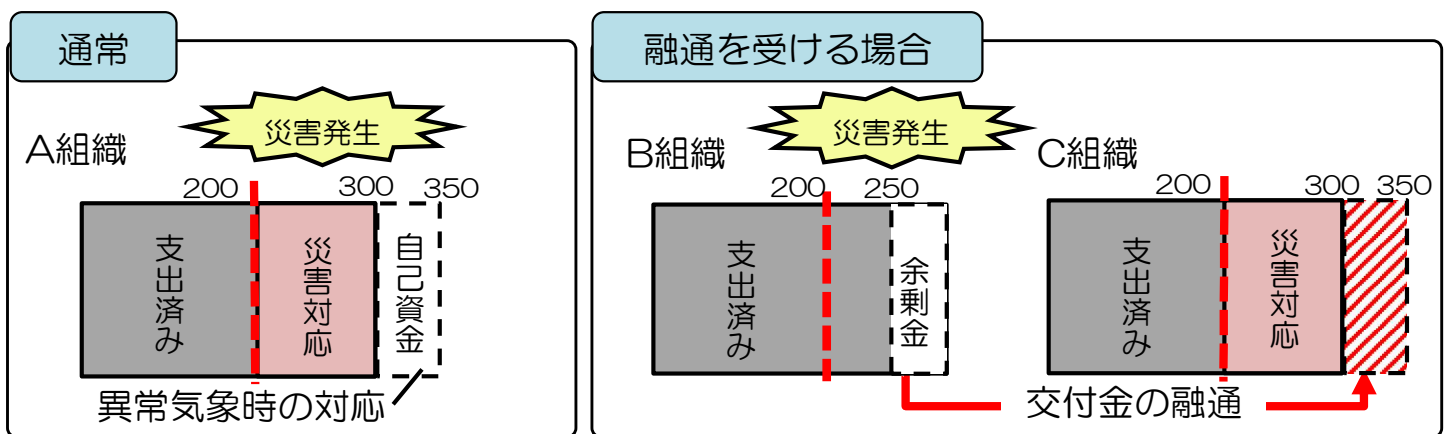 通常
災害発生
A組織
200
300
350
支出済み
災害対応
自己資金
異常気象時の対応
融通を受ける場合
災害発生
B組織
200
250
支出済み
余剰金
C組織
200
300
350
支出済み
災害対応
交付金の融通